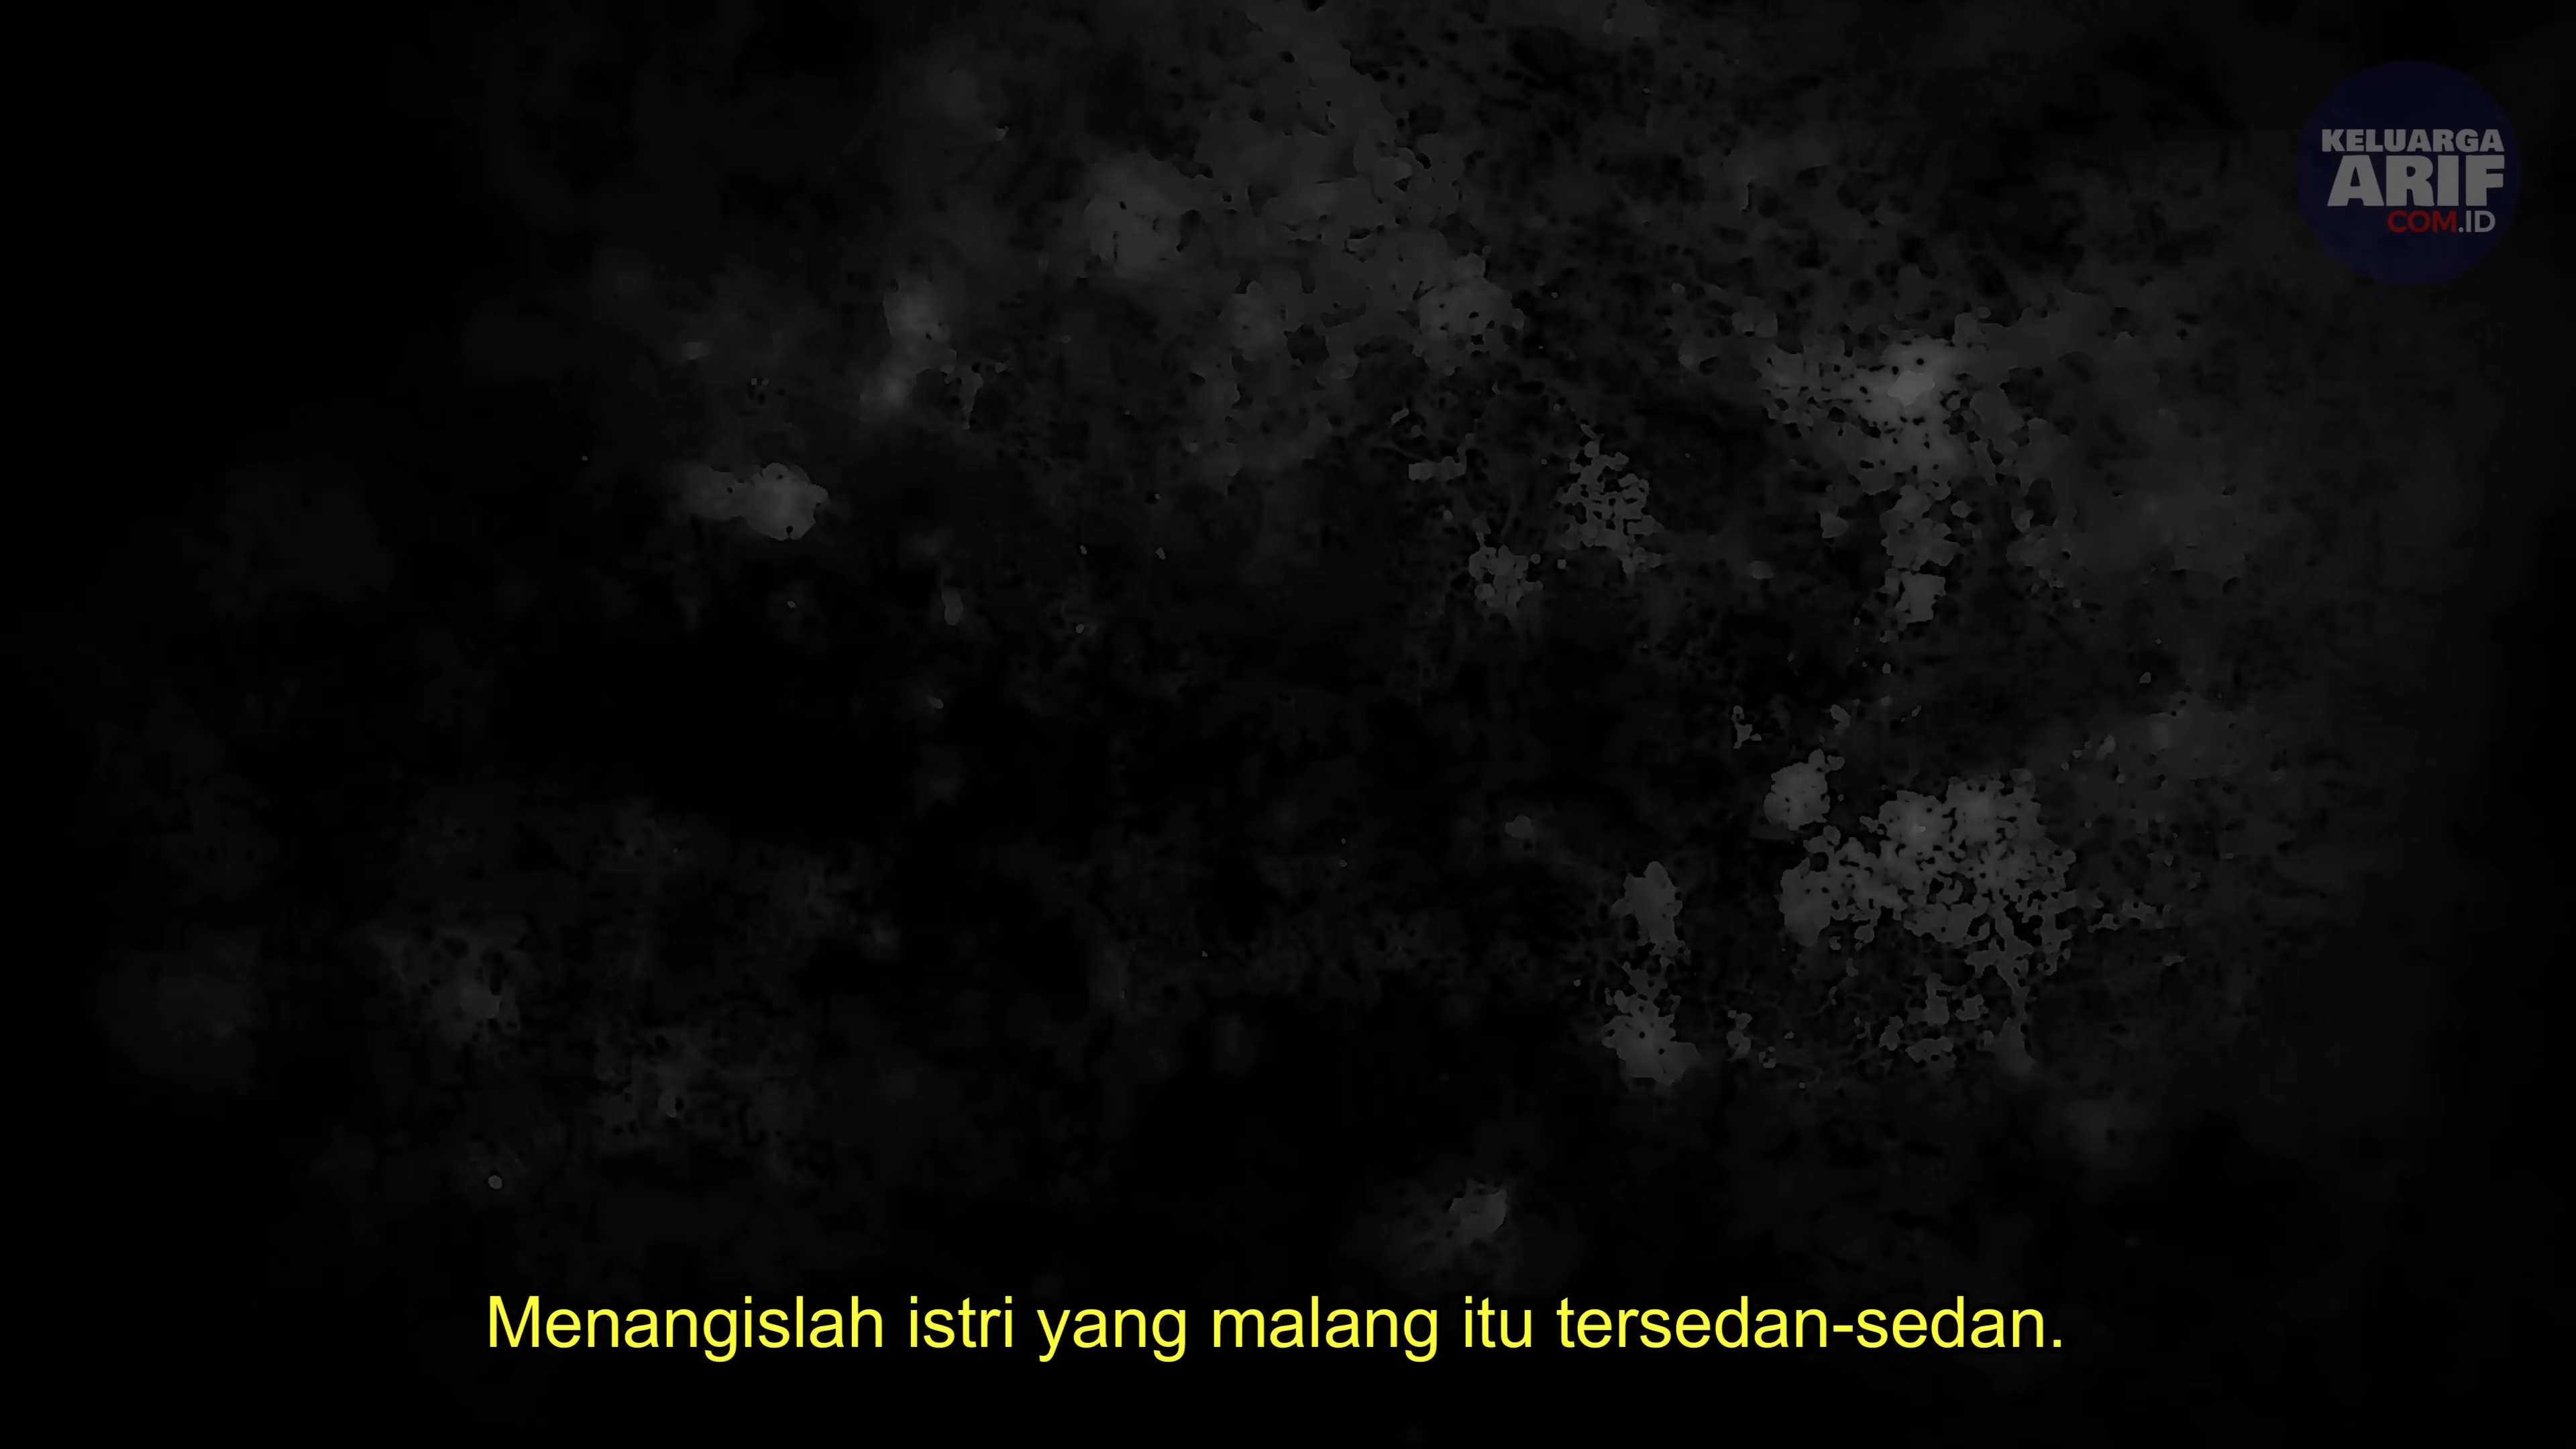 KELUARGA
ARIF
COM.ID
Menangislah istri yang malang itu tersedan-sedan.